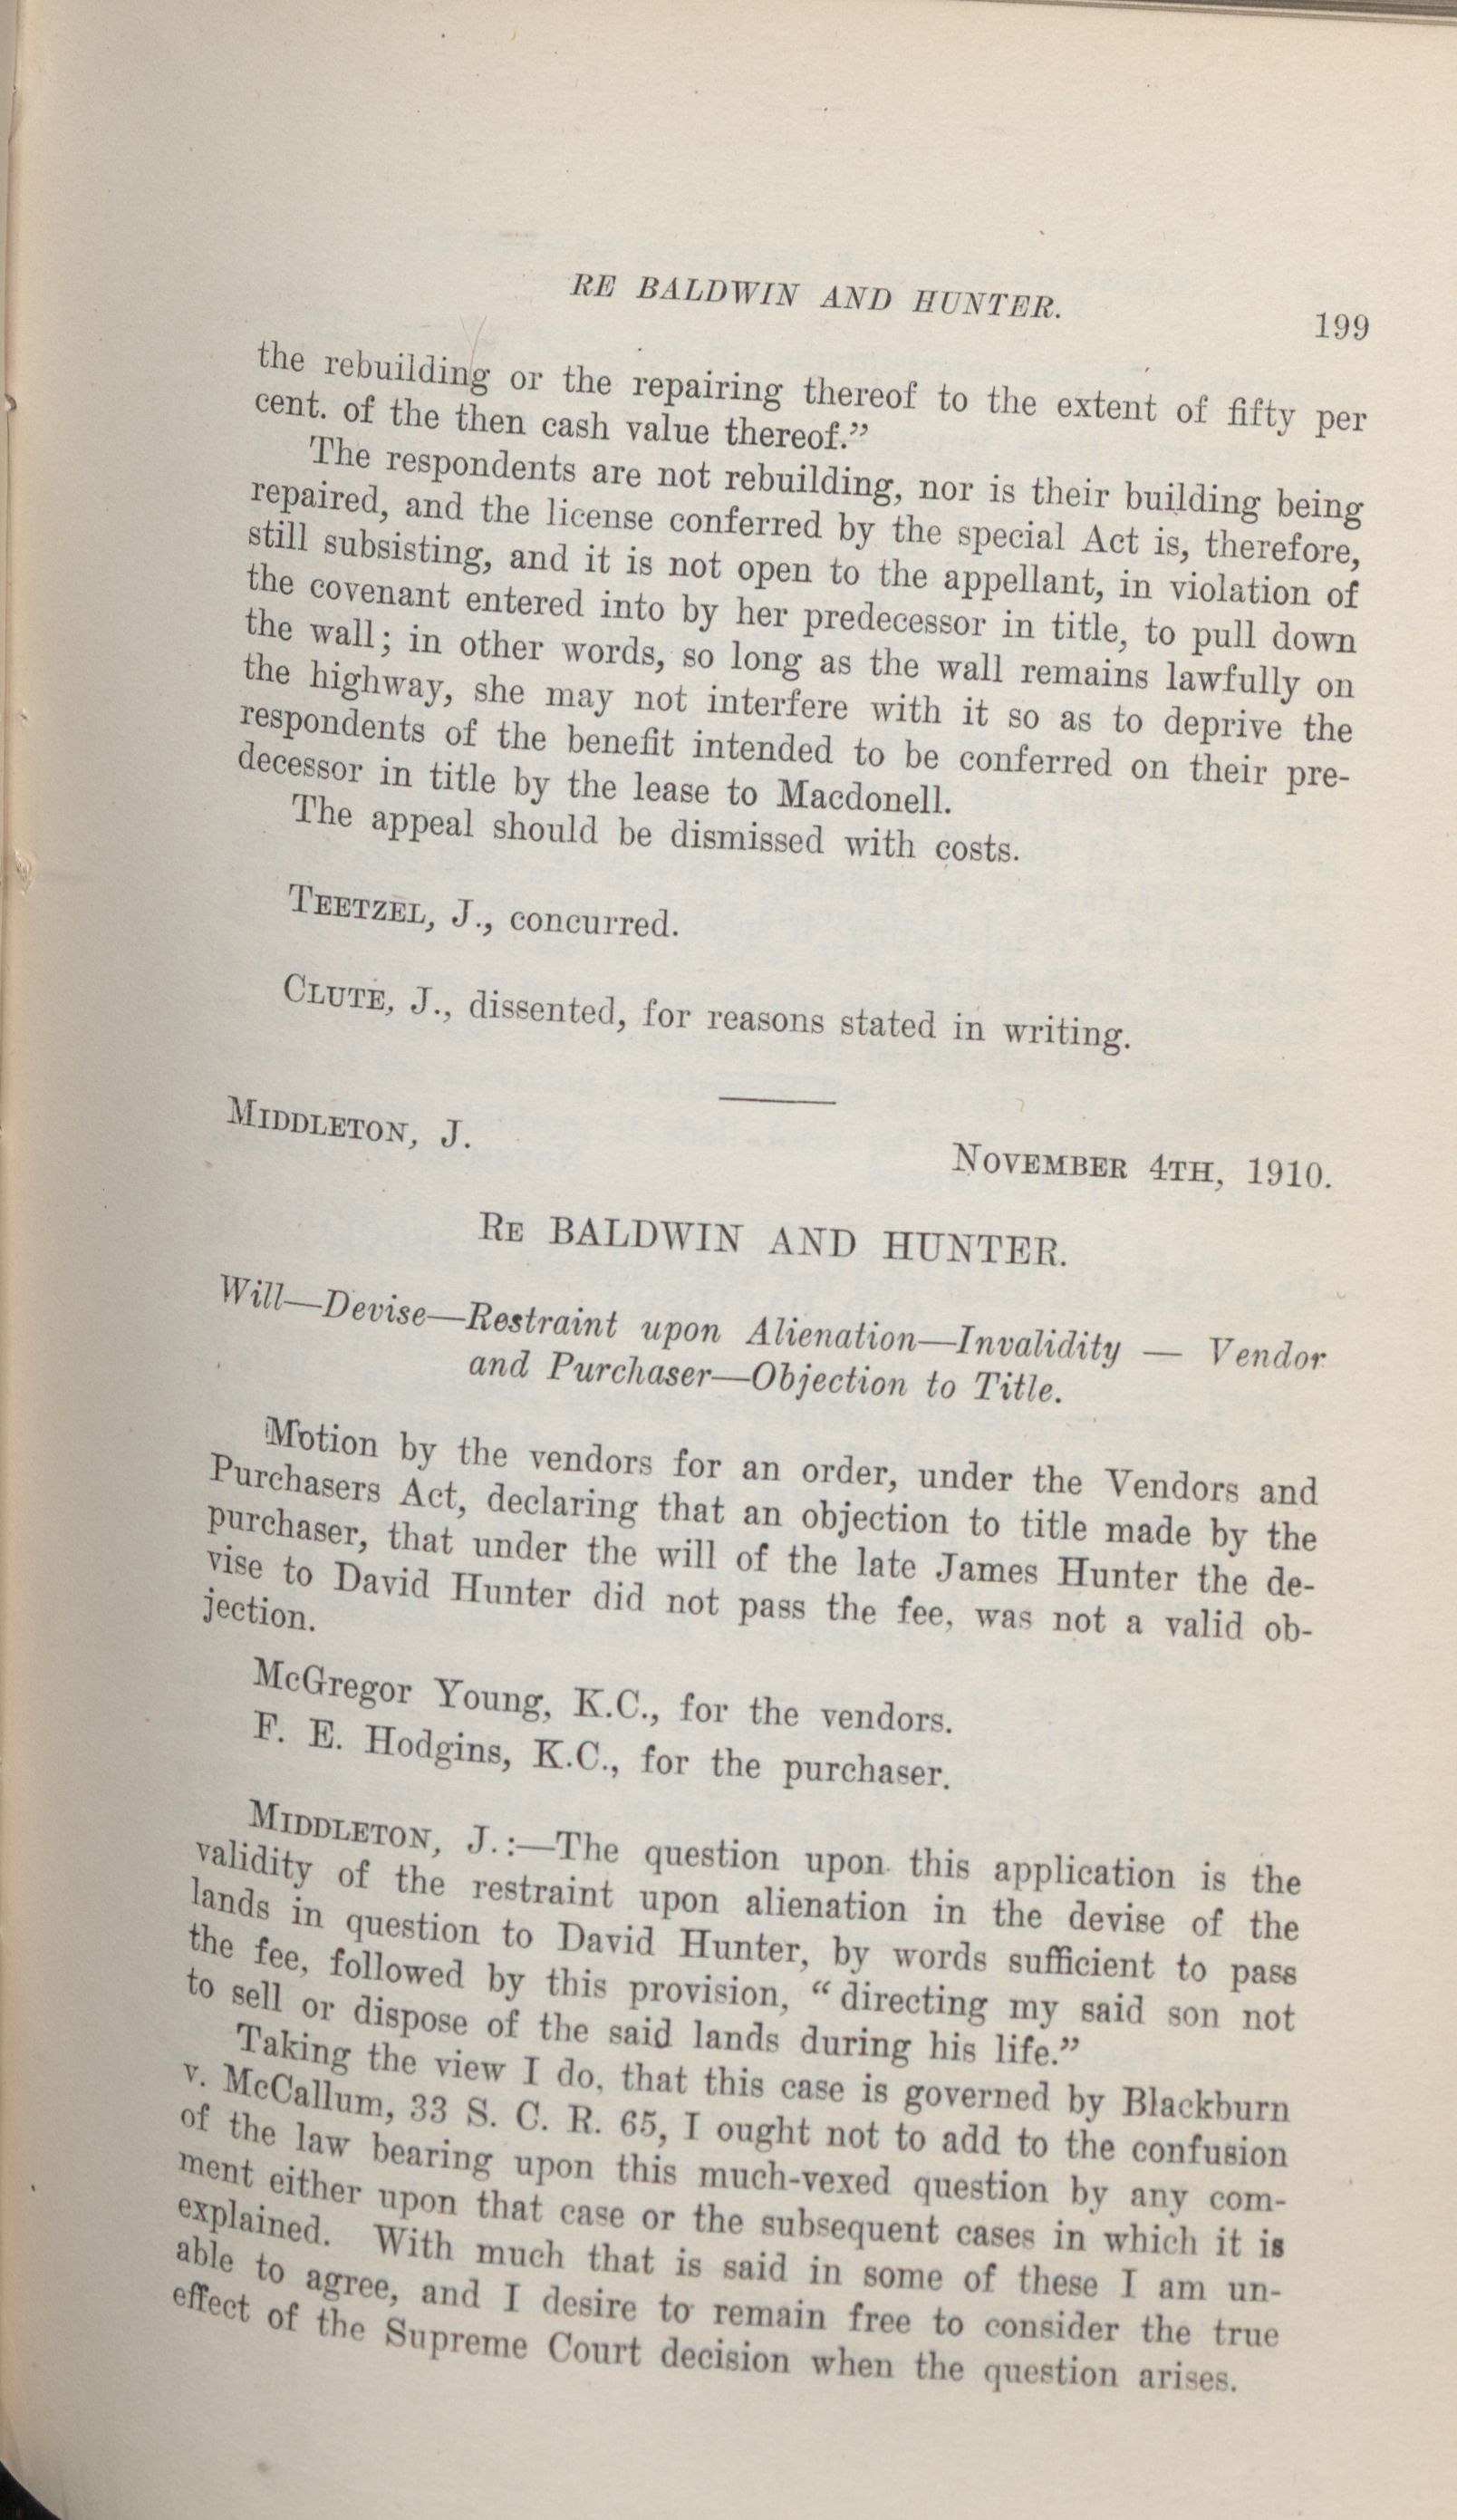 RE BALDWIN AND HUNTER.
199
the rebuilding or the repairing thereof to the extent of fifty per
cent. of the then cash value thereof.”
The respondents are not rebuilding, nor is their building being
repaired, and the license conferred by the special Act is, therefore,
still subsisting, and it is not open to the appellant, in violation of
the covenant entered into by her predecessor in title, to pull down
the wall; in other words, so long as the wall remains lawfully on
the highway, she may not interfere with it so as to deprive the
respondents of the benefit intended to be conferred on their pre-
decessor in title by the lease to Macdonell.
The appeal should be dismissed with costs.
TEETZEL, J., concurred.
CLUTE, J., dissented, for reasons stated in writing.
MIDDLETON, J.
NOVEMBER 4TH, 1910.
RE BALDWIN AND HUNTER.
Will—Devise—Restraint upon Alienation—Invalidity — Vendor
and Purchaser—Objection to Title.
Motion by the vendors for an order, under the Vendors and
Purchasers Act, declaring that an objection to title made by the
purchaser, that under the will of the late James Hunter the de-
vise to David Hunter did not pass the fee, was not a valid ob-
jection.
McGregor Young, K.C., for the vendors.
F. E. Hodgins, K.C., for the purchaser.
MIDDLETON, J.:—The question upon this application is the
validity of the restraint upon alienation in the devise of the
lands in question to David Hunter, by words sufficient to pass
the fee, followed by this provision, “directing my said son not
to sell or dispose of the said lands during his life.”
Taking the view I do, that this case is governed by Blackburn
v. McCallum, 33 S. C. R. 65, I ought not to add to the confusion
of the law bearing upon this much-vexed question by any com-
ment either upon that case or the subsequent cases in which it is
explained. With much that is said in some of these I am un-
able to agree, and I desire to remain free to consider the true
effect of the Supreme Court decision when the question arises.